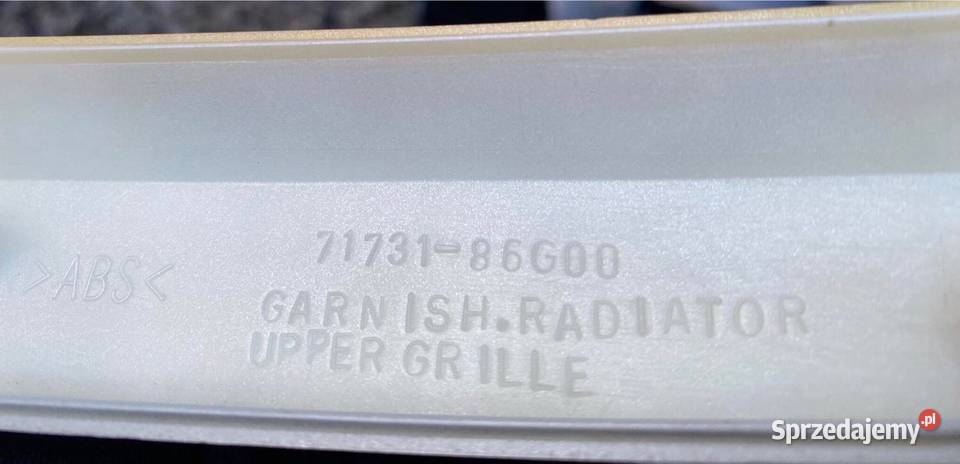 71731-86G00
>ABS<
GARNISH.RADIATOR
UPPER GRILLE
Sprzedajemy.pl